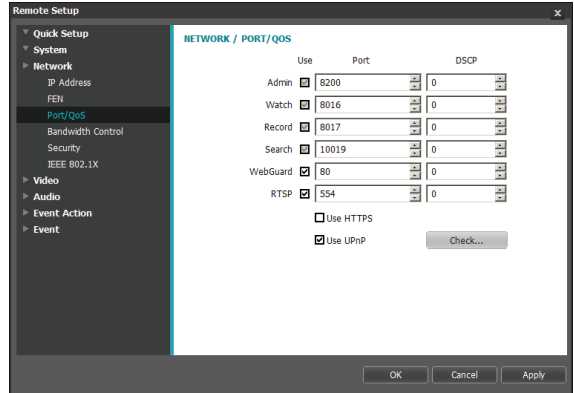 Remote Setup x
Quick Setup
System
Network
IP Address
FEN
Port/QoS
Bandwidth Control
Security
IEEE 802.1X
Video
Audio
Event Action
Event
NETWORK / PORT/QOS
Use Port DSCP
Admin 8200 0
Watch 8016 0
Record 8017 0
Search 10019 0
WebGuard 80 0
RTSP 554 0
Use HTTPS
Use UPnP Check...
OK Cancel Apply